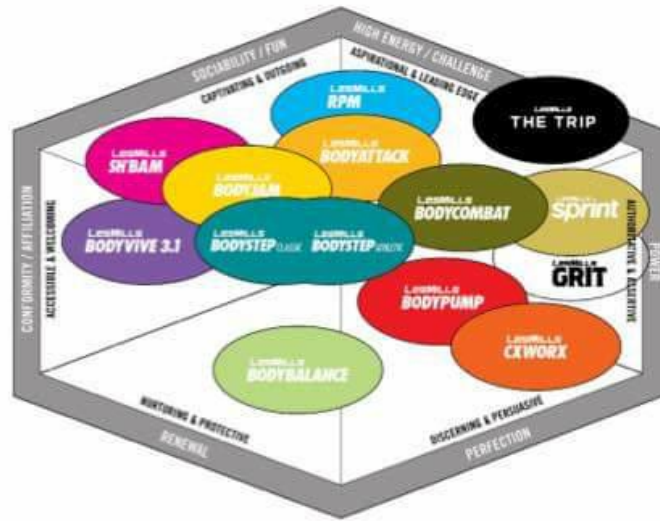 SOCIABILITY / FUN
HIGH ENERGY / CHALLENGE
CAPTIVATING & OUTGOING
ASPIRATIONAL & LEADING EDGE
LESMILLS
RPM
LESMILLS
THE TRIP
LESMILLS
SH'BAM
LESMILLS
BODYATTACK
LESMILLS
BODYJAM
LESMILLS
BODYCOMBAT
LESMILLS
sprint
CONFORMITY / AFFILIATION
ACCESSIBLE & WELCOMING
LESMILLS
BODYVIVE 3.1
LESMILLS
BODYSTEP CLASSIC
LESMILLS
BODYSTEP ATHLETIC
LESMILLS
GRIT
AUTHORITATIVE & ASSERTIVE
POWER
LESMILLS
BODYPUMP
LESMILLS
CXWORX
LESMILLS
BODYBALANCE
NURTURING & PROTECTIVE
RENEWAL
DISCERNING & PERSUASIVE
PERFECTION